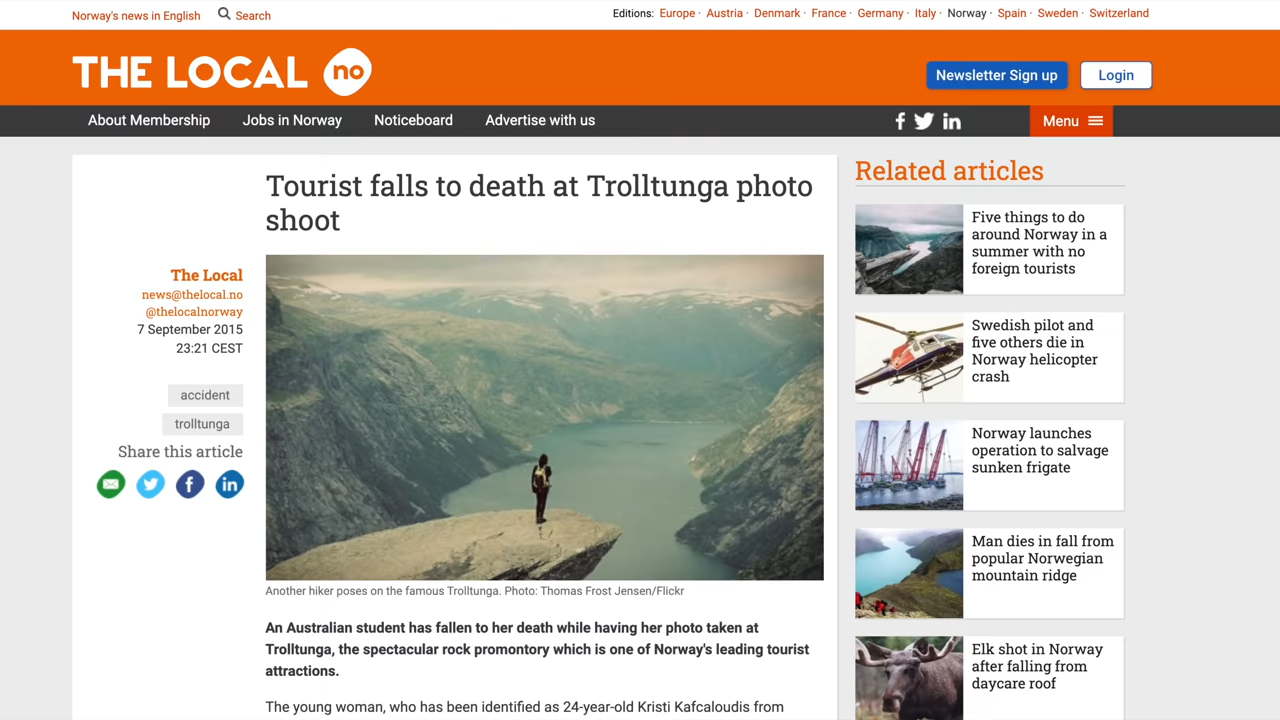 Norway's news in English
Search
Editions: Europe · Austria · Denmark · France · Germany · Italy · Norway · Spain · Sweden · Switzerland
THE LOCAL no
Newsletter Sign up
Login
About Membership
Jobs in Norway
Noticeboard
Advertise with us
Menu
Tourist falls to death at Trolltunga photo
shoot
The Local
news@thelocal.no
@thelocalnorway
7 September 2015
23:21 CEST
accident
trolltunga
Share this article
Another hiker poses on the famous Trolltunga. Photo: Thomas Frost Jensen/Flickr
An Australian student has fallen to her death while having her photo taken at
Trolltunga, the spectacular rock promontory which is one of Norway's leading tourist
attractions.
The young woman, who has been identified as 24-year-old Kristi Kafcaloudis from
Related articles
Five things to do
around Norway in a
summer with no
foreign tourists
Swedish pilot and
five others die in
Norway helicopter
crash
Norway launches
operation to salvage
sunken frigate
Man dies in fall from
popular Norwegian
mountain ridge
Elk shot in Norway
after falling from
daycare roof